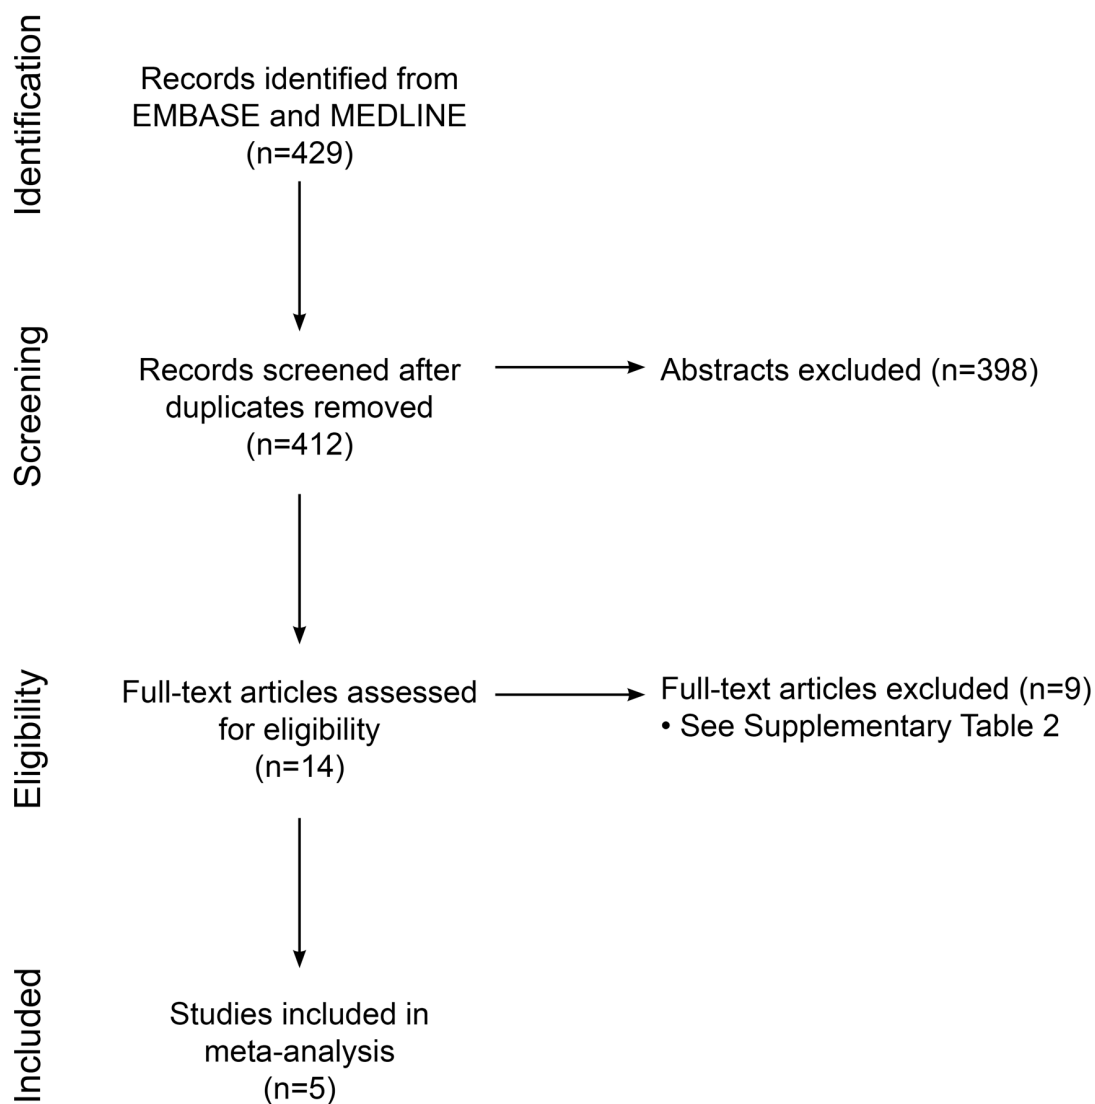 Identification
Records identified from
EMBASE and MEDLINE
(n=429)
Screening
Records screened after
duplicates removed
(n=412)
Abstracts excluded (n=398)
Eligibility
Full-text articles assessed
for eligibility
(n=14)
Full-text articles excluded (n=9)
• See Supplementary Table 2
Included
Studies included in
meta-analysis
(n=5)